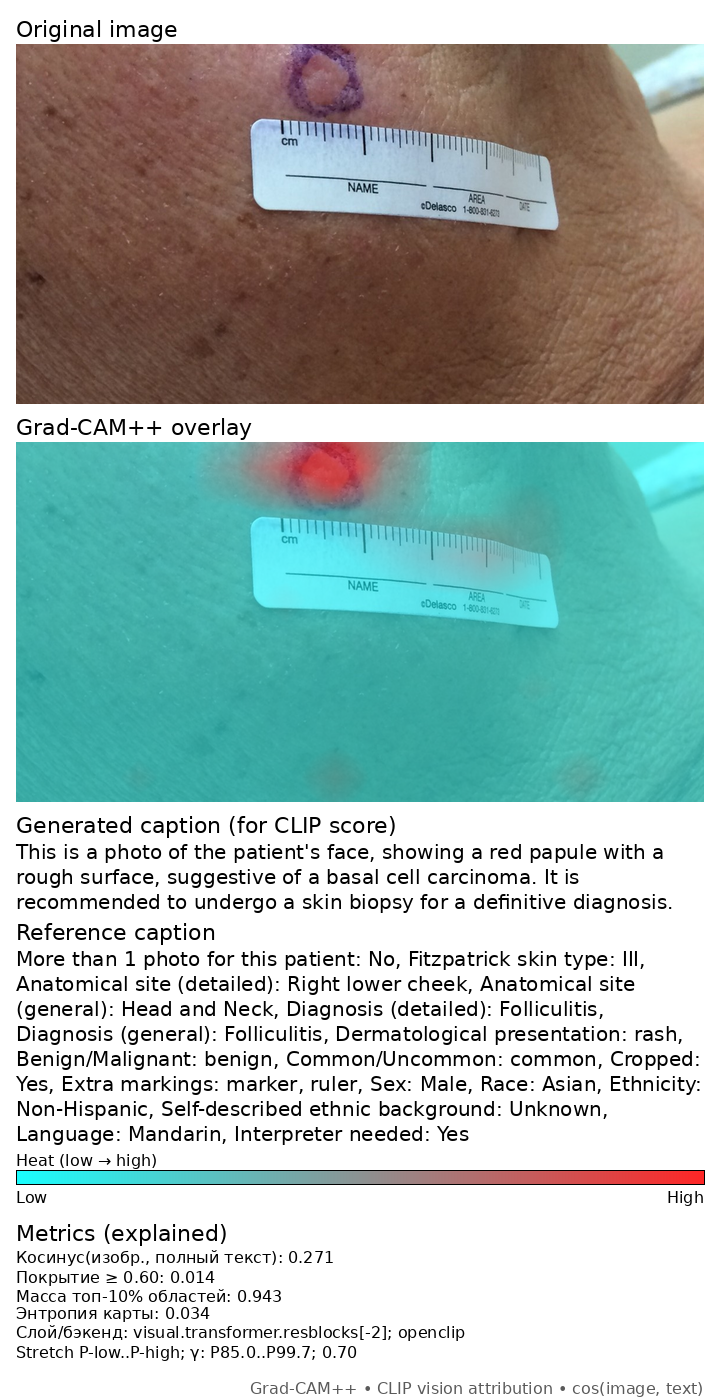 Original image
cm
NAME
AREA
DATE
©Delasco 1-800-831-6273
Grad-CAM++ overlay
cm
NAME
AREA
DATE
©Delasco 1-800-831-6273
Generated caption (for CLIP score)
This is a photo of the patient's face, showing a red papule with a
rough surface, suggestive of a basal cell carcinoma. It is
recommended to undergo a skin biopsy for a definitive diagnosis.
Reference caption
More than 1 photo for this patient: No, Fitzpatrick skin type: III,
Anatomical site (detailed): Right lower cheek, Anatomical site
(general): Head and Neck, Diagnosis (detailed): Folliculitis,
Diagnosis (general): Folliculitis, Dermatological presentation: rash,
Benign/Malignant: benign, Common/Uncommon: common, Cropped:
Yes, Extra markings: marker, ruler, Sex: Male, Race: Asian, Ethnicity:
Non-Hispanic, Self-described ethnic background: Unknown,
Language: Mandarin, Interpreter needed: Yes
Heat (low → high)
Low High
Metrics (explained)
Косинус(изобр., полный текст): 0.271
Покрытие ≥ 0.60: 0.014
Масса топ-10% областей: 0.943
Энтропия карты: 0.034
Слой/бэкенд: visual.transformer.resblocks[-2]; openclip
Stretch P-low..P-high; γ: P85.0..P99.7; 0.70
Grad-CAM++ • CLIP vision attribution • cos(image, text)